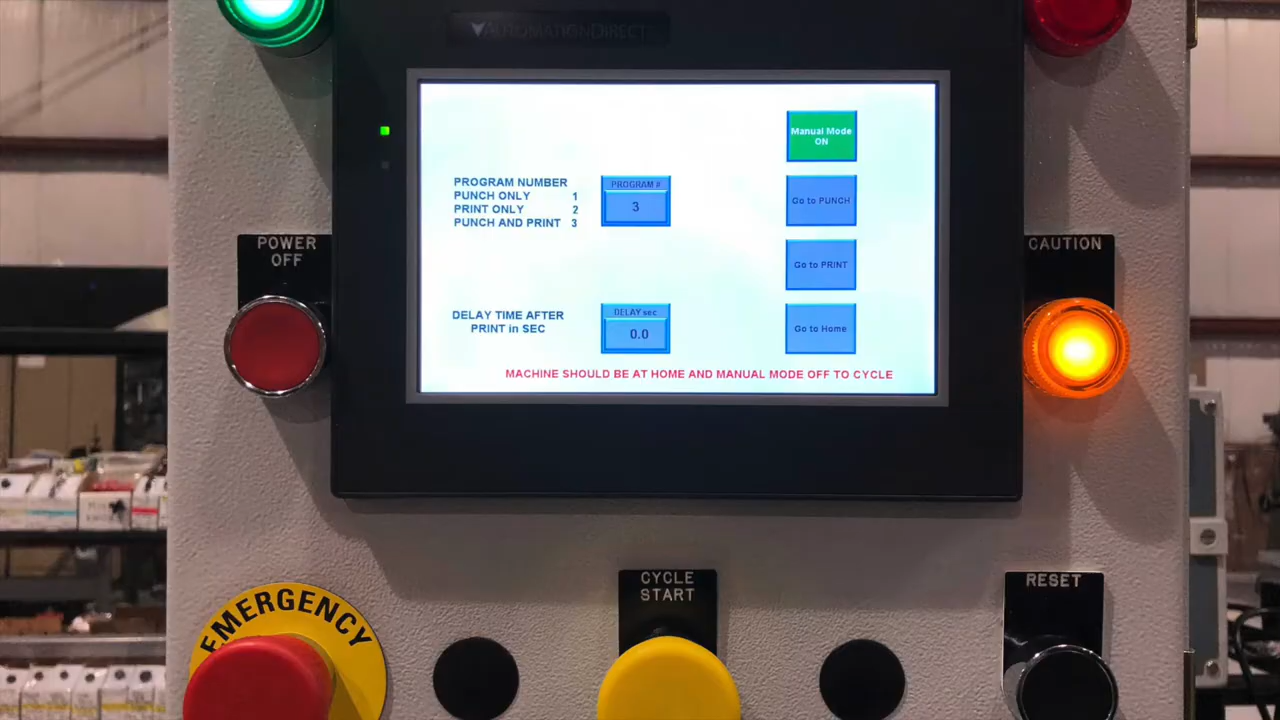 AUTOMATIONDIRECT
Manual Mode
ON
PROGRAM NUMBER
PUNCH ONLY 1
PRINT ONLY 2
PUNCH AND PRINT 3
PROGRAM #
3
Go to PUNCH
POWER
OFF
CAUTION
Go to PRINT
DELAY TIME AFTER
PRINT in SEC
DELAY sec
0.0
Go to Home
MACHINE SHOULD BE AT HOME AND MANUAL MODE OFF TO CYCLE
EMERGENCY
CYCLE
START
RESET